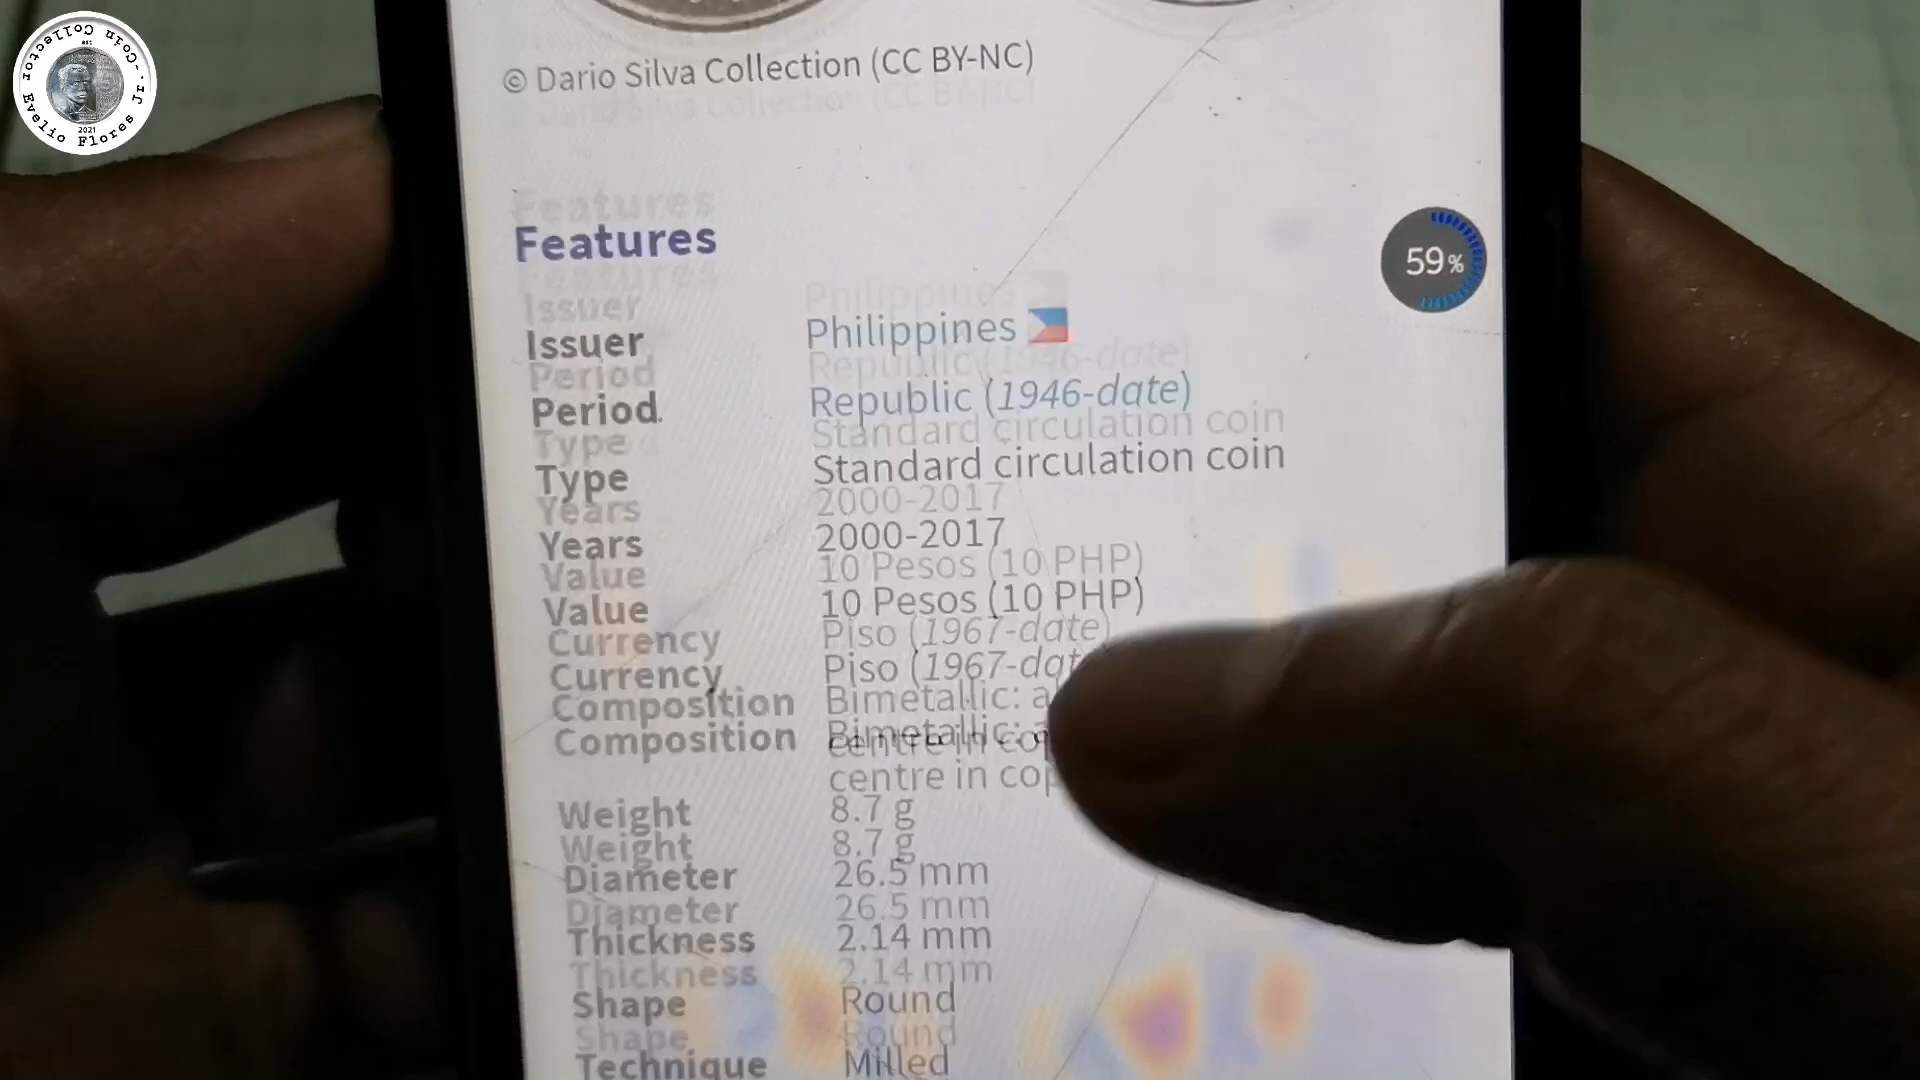 Evelio Flores Jr.-Coin Collector
est
2021
© Dario Silva Collection (CC BY-NC)
Features
Issuer Philippines
Period Republic (1946-date)
Type Standard circulation coin
Years 2000-2017
Value 10 Pesos (10 PHP)
Currency Piso (1967-dat
Composition Bimetallic: a
centre in cop
Weight 8.7 g
Diameter 26.5 mm
Thickness 2.14 mm
Shape Round
Technique Milled
59%